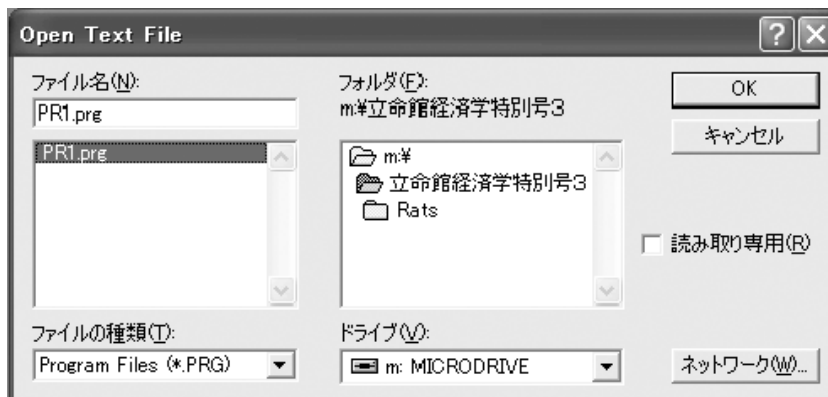 Open Text File
ファイル名(N):
PR1.prg
PR1.prg
ファイルの種類(T):
Program Files (*.PRG)
フォルダ(F):
m:¥立命館経済学特別号3
m:¥
立命館経済学特別号3
Rats
ドライブ(V):
m: MICRODRIVE
OK
キャンセル
読み取り専用(R)
ネットワーク(W)...